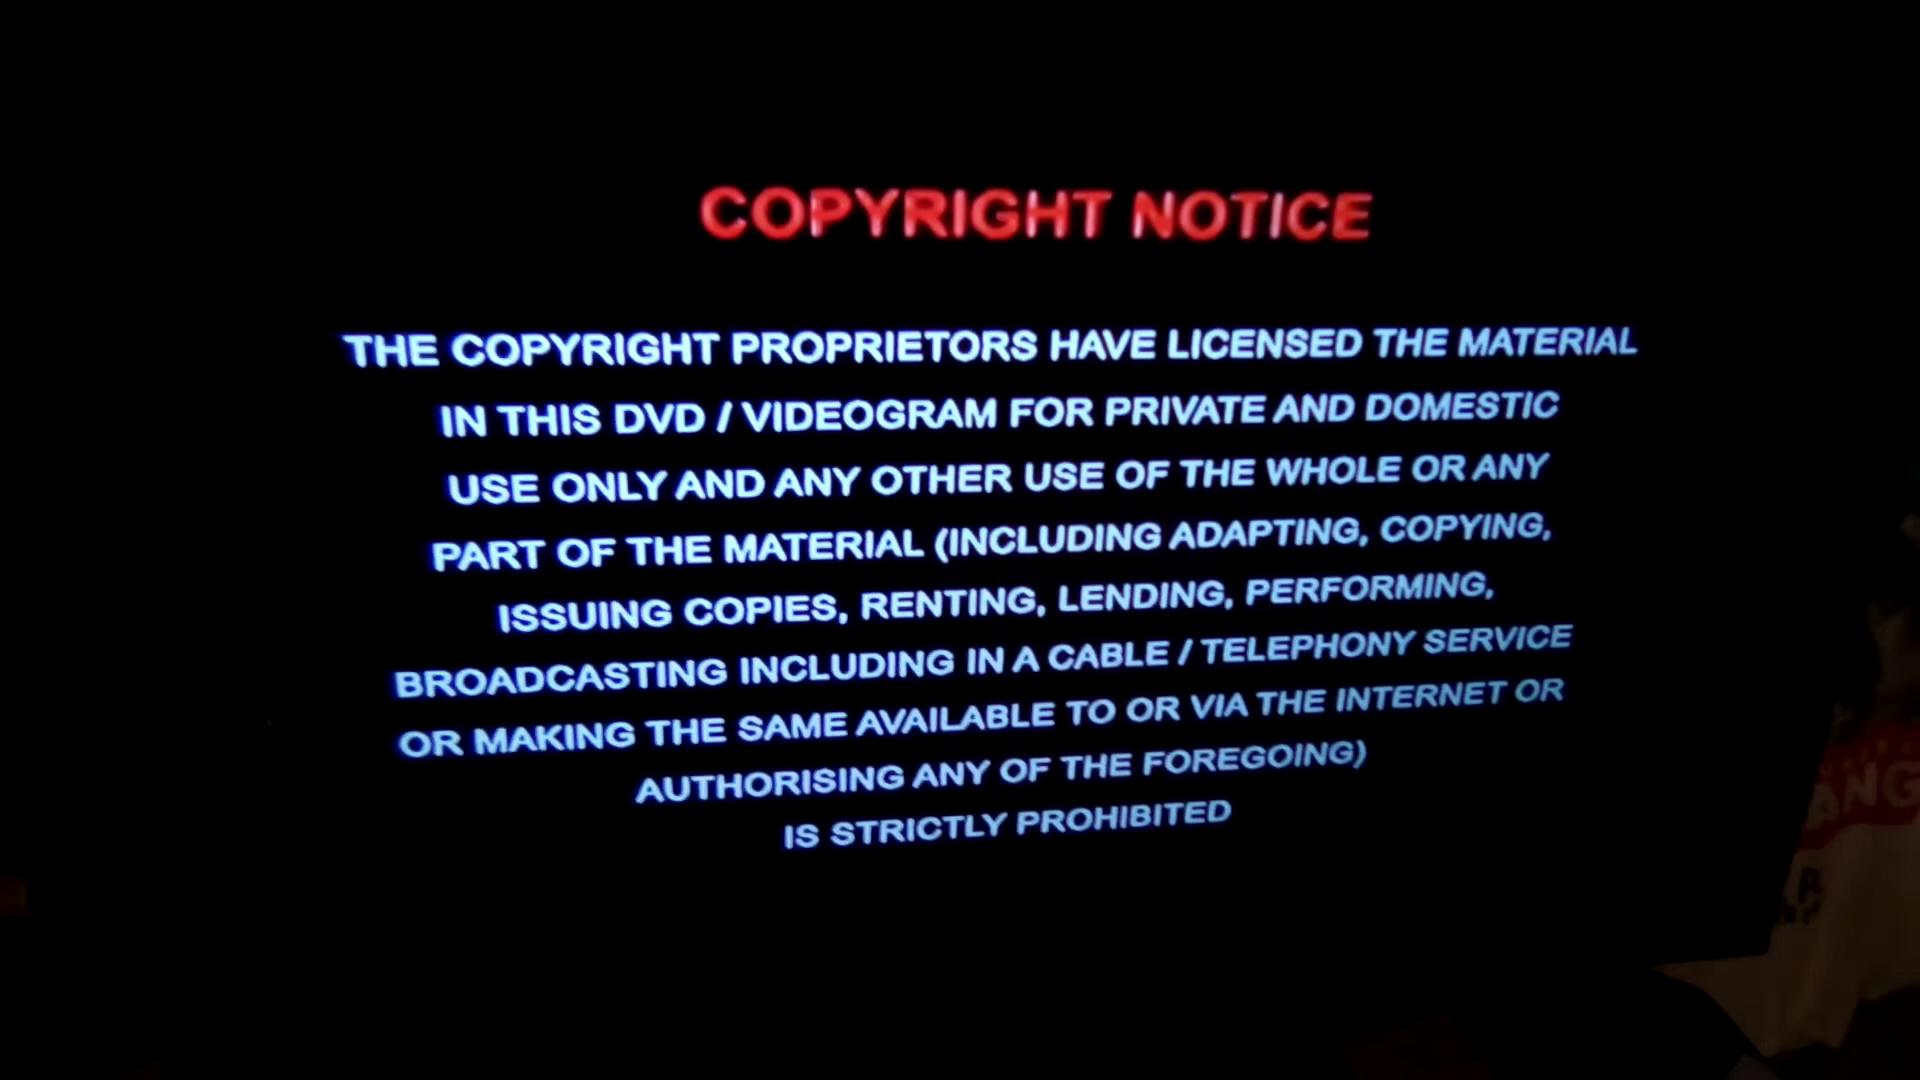 COPYRIGHT NOTICE
THE COPYRIGHT PROPRIETORS HAVE LICENSED THE MATERIAL
IN THIS DVD / VIDEOGRAM FOR PRIVATE AND DOMESTIC
USE ONLY AND ANY OTHER USE OF THE WHOLE OR ANY
PART OF THE MATERIAL (INCLUDING ADAPTING, COPYING,
ISSUING COPIES, RENTING, LENDING, PERFORMING,
BROADCASTING INCLUDING IN A CABLE / TELEPHONY SERVICE
OR MAKING THE SAME AVAILABLE TO OR VIA THE INTERNET OR
AUTHORISING ANY OF THE FOREGOING)
IS STRICTLY PROHIBITED